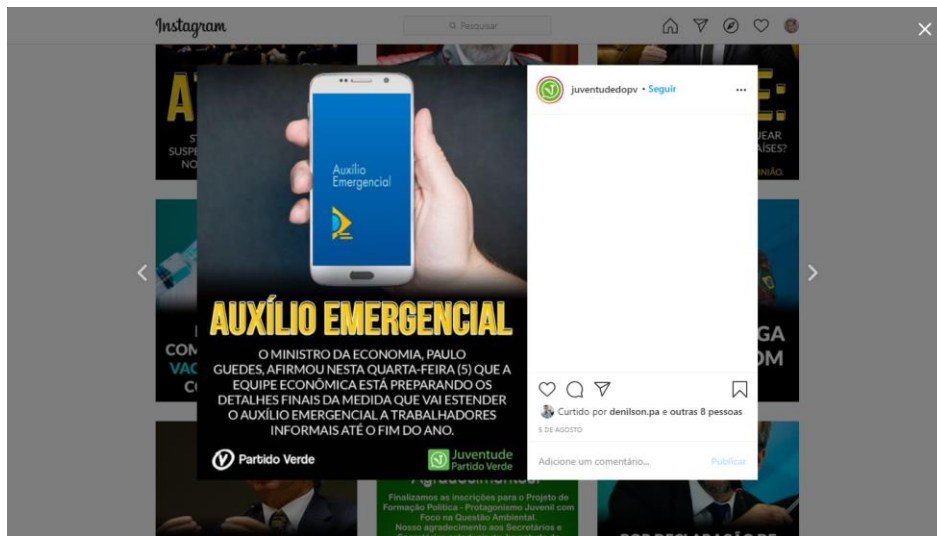 Instagram
Pesquisar
juventudedopv • Seguir
Auxílio
Emergencial
AUXÍLIO EMERGENCIAL
O MINISTRO DA ECONOMIA, PAULO
GUEDES, AFIRMOU NESTA QUARTA-FEIRA (5) QUE A
EQUIPE ECONÔMICA ESTÁ PREPARANDO OS
DETALHES FINAIS DA MEDIDA QUE VAI ESTENDER
O AUXÍLIO EMERGENCIAL A TRABALHADORES
INFORMAIS ATÉ O FIM DO ANO.
Partido Verde
Juventude
Partido Verde
Curtido por denilson.pa e outras 8 pessoas
5 DE AGOSTO
Adicione um comentário...
Publicar
Finalizamos as inscrições para o Projeto de
Formação Política - Protagonismo Juvenil com
Foco na Questão Ambiental.
Nosso agradecimento aos Secretários e